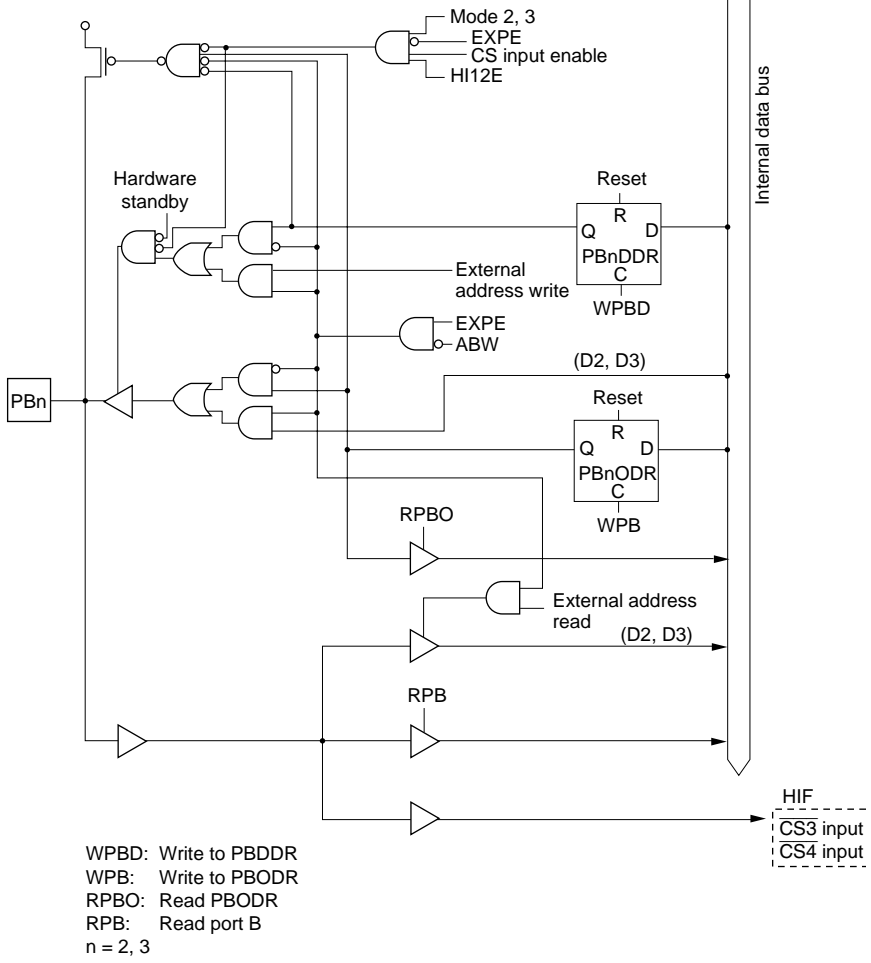 Mode 2, 3
EXPE
CS input enable
HI12E
Internal data bus
Hardware
standby
Reset
R
Q D
PBnDDR
C
WPBD
External
address write
EXPE
ABW
(D2, D3)
PBn
Reset
R
Q D
PBnODR
C
WPB
RPBO
External address
read
(D2, D3)
RPB
HIF
CS3 input
CS4 input
WPBD: Write to PBDDR
WPB: Write to PBODR
RPBO: Read PBODR
RPB: Read port B
n = 2, 3